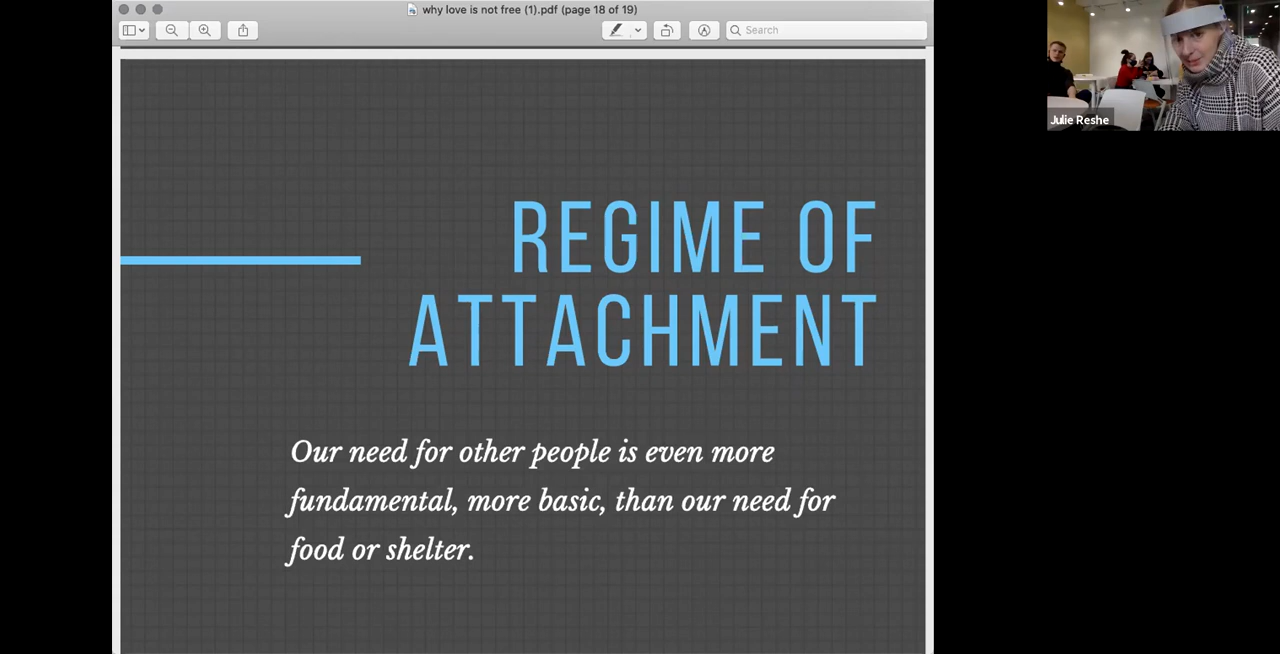 why love is not free (1).pdf (page 18 of 19)
Search
Julie Reshe
REGIME OF
ATTACHMENT
Our need for other people is even more
fundamental, more basic, than our need for
food or shelter.